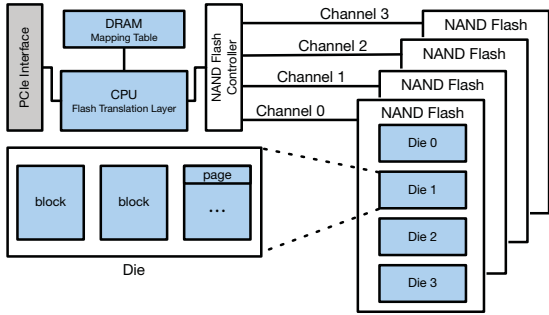 PCIe Interface
DRAM
Mapping Table
CPU
Flash Translation Layer
NAND Flash
Controller
Channel 3
Channel 2
Channel 1
Channel 0
NAND Flash
NAND Flash
NAND Flash
NAND Flash
Die 0
Die 1
Die 2
Die 3
block
block
page
...
Die